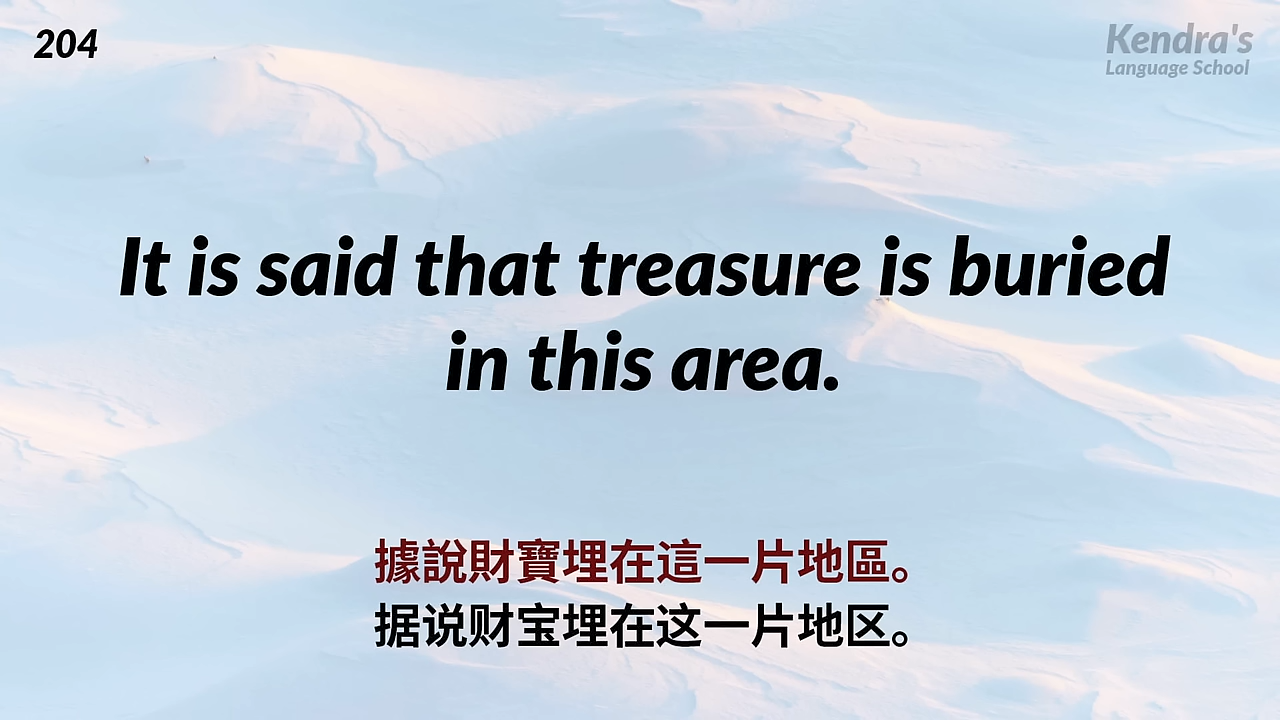 204
Kendra's
Language School
It is said that treasure is buried
in this area.
據說財寶埋在這一片地區。
据说财宝埋在这一片地区。